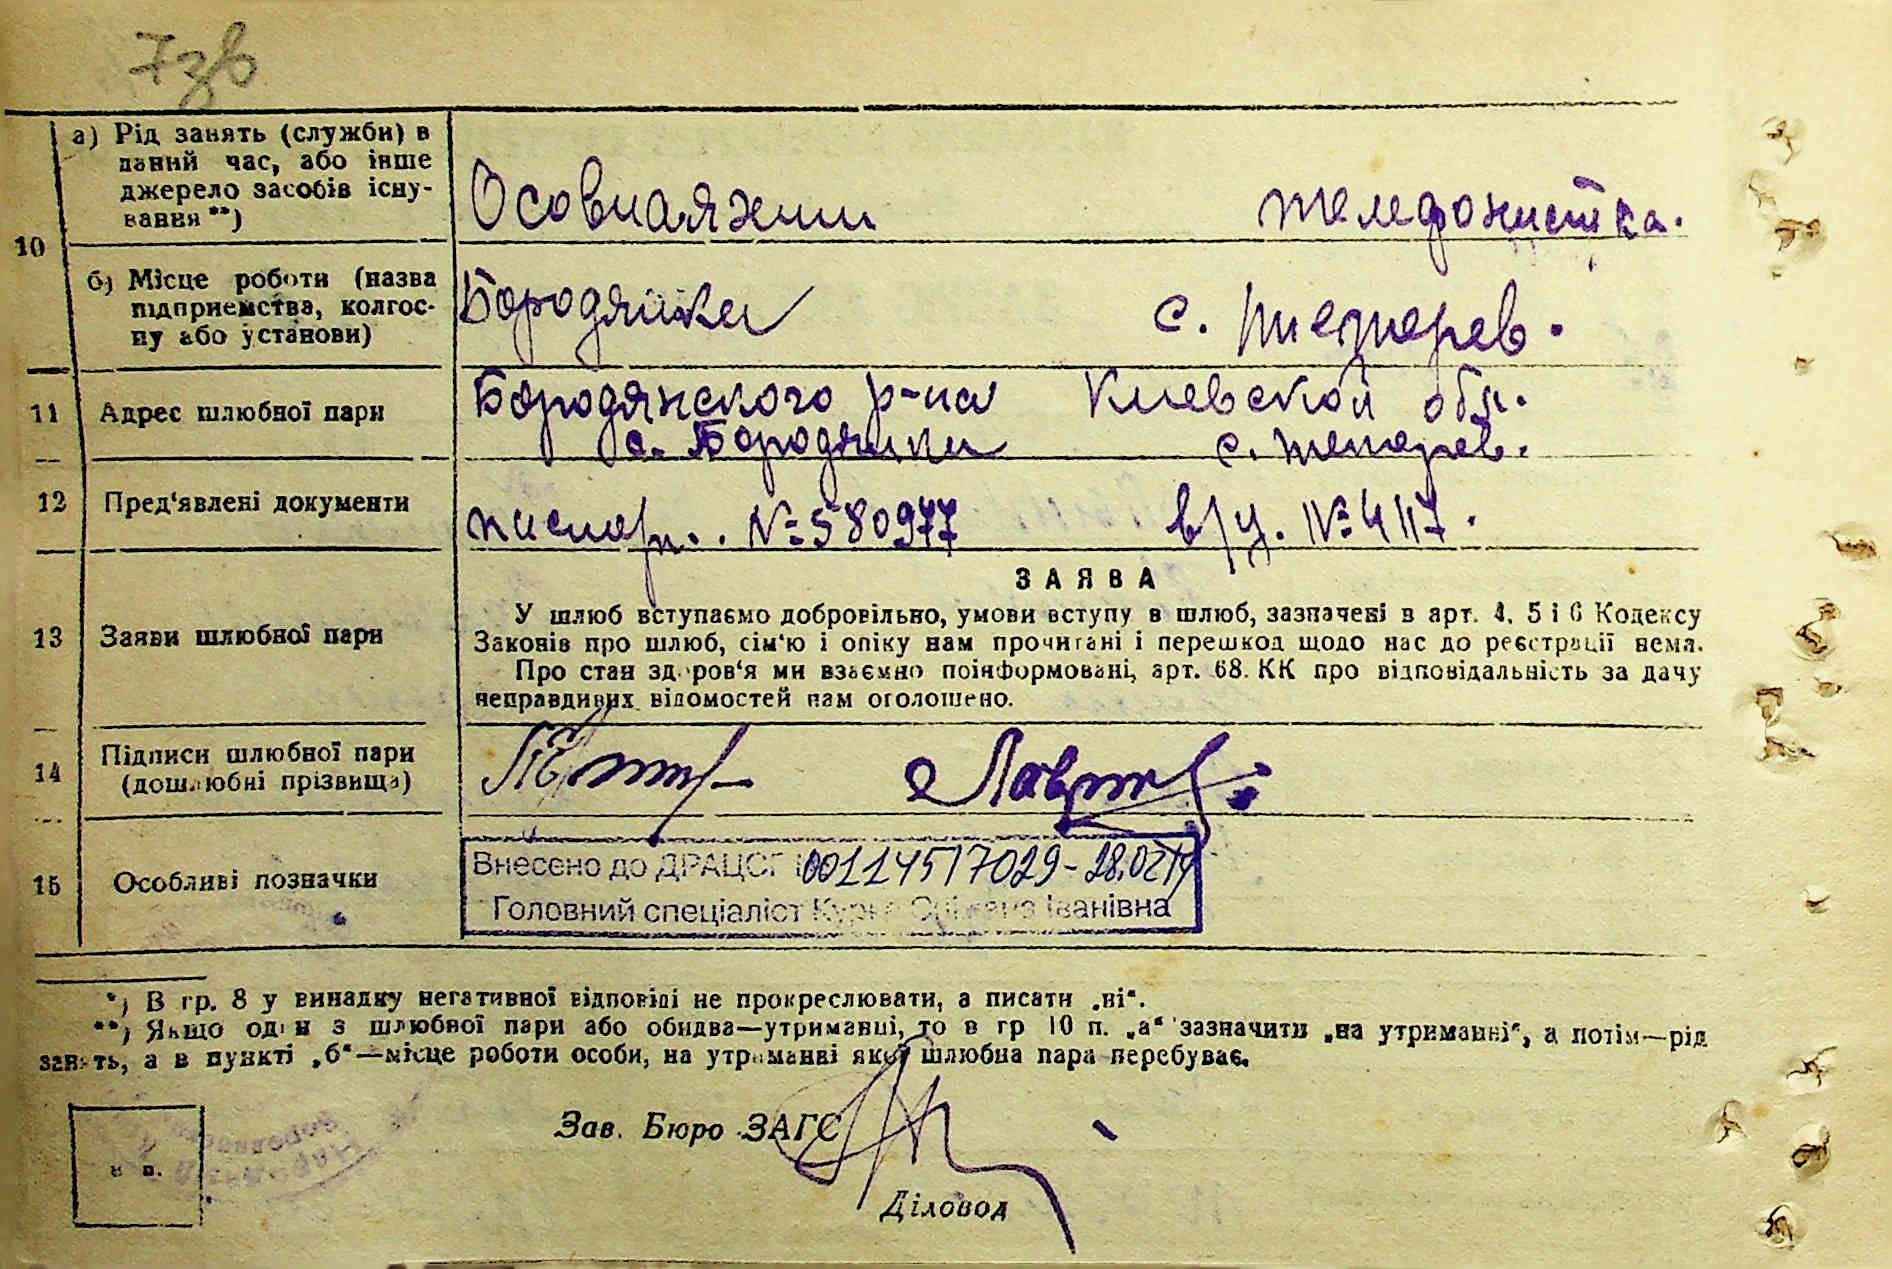 7зв
10
а) Рід занять (служби) в
даний час, або інше
джерело засобів існу-
вання **)
Осовиахим телефонистка.
б) Місце роботи (назва
підприємства, колгос-
пу або установи)
Бородянка с. Тетерев.
11 Адрес шлюбної пари
Бородянского р-на Киевской обл.
с. Бородянка с. Тетерев.
12 Пред'явлені документи
паспорт. №580977 в/у. №4117.
13 Заяви шлюбної пари
ЗАЯВА
У шлюб вступаємо добровільно, умови вступу в шлюб, зазначені в арт. 4, 5 і 6 Кодексу
Законів про шлюб, сім'ю і опіку нам прочитані і перешкод щодо нас до реєстрації нема.
Про стан здоров'я ми взаємно поінформовані, арт. 68 КК про відповідальність за дачу
неправдивих відомостей нам оголошено.
14 Підписи шлюбної пари
(дошлюбні прізвища)
15 Особливі позначки
Внесено до ДРАЦСГ 00114517029-28.02
Головний спеціаліст Іванівна
*) В гр. 8 у випадку негативної відповіді не прокреслювати, а писати „ні“.
**) Якщо один з шлюбної пари або обидва—утриманці, то в гр 10 п. „а“ зазначити „на утриманні“, а потім—рід
занять, а в пункті „б“—місце роботи особи, на утриманні якої шлюбна пара перебуває.
Зав. Бюро ЗАГС
Діловод